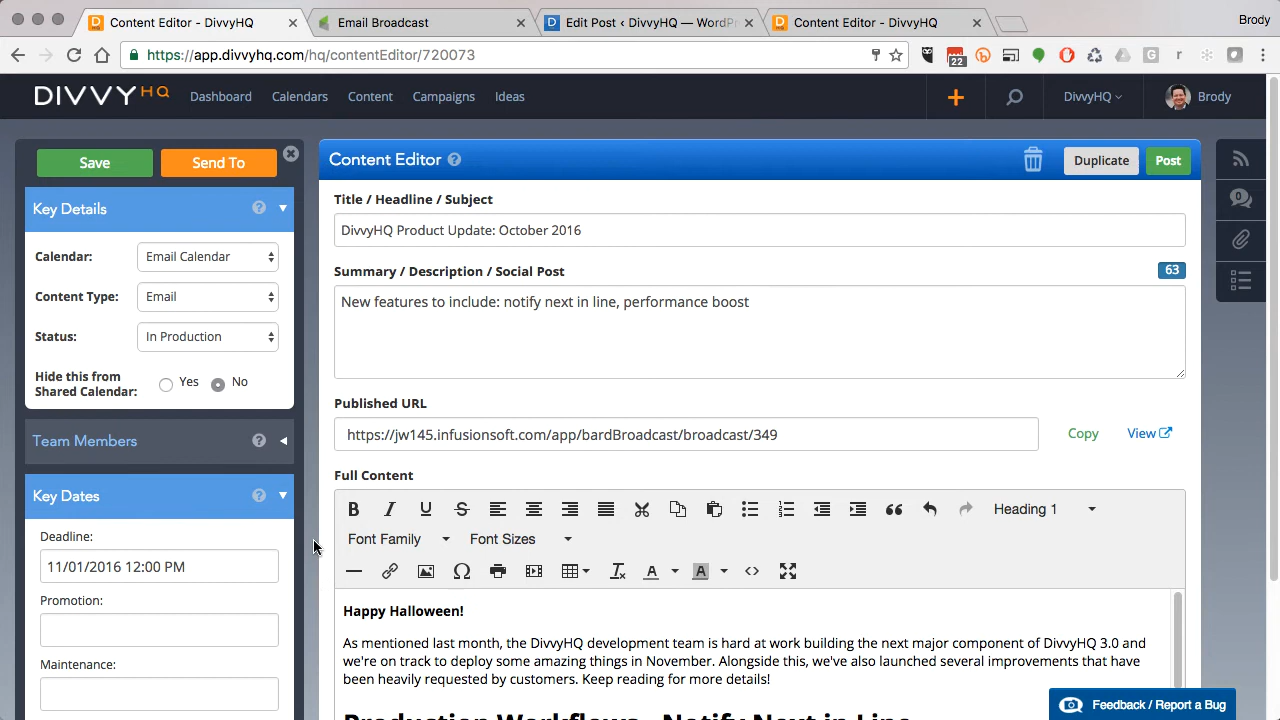 Content Editor - DivvyHQ
Email Broadcast
Edit Post ‹ DivvyHQ — WordPr
Content Editor - DivvyHQ
Brody
https://app.divvyhq.com/hq/contentEditor/720073
22
DIVVYHQ
Dashboard
Calendars
Content
Campaigns
Ideas
DivvyHQ
Brody
Save
Send To
Content Editor
Duplicate
Post
Key Details
Calendar:
Email Calendar
Content Type:
Email
Status:
In Production
Hide this from
Shared Calendar:
Yes
No
Team Members
Key Dates
Deadline:
11/01/2016 12:00 PM
Promotion:
Maintenance:
Title / Headline / Subject
DivvyHQ Product Update: October 2016
Summary / Description / Social Post
63
New features to include: notify next in line, performance boost
Published URL
https://jw145.infusionsoft.com/app/bardBroadcast/broadcast/349
Copy
View
Full Content
Heading 1
Font Family
Font Sizes
Happy Halloween!
As mentioned last month, the DivvyHQ development team is hard at work building the next major component of DivvyHQ 3.0 and
we're on track to deploy some amazing things in November. Alongside this, we've also launched several improvements that have
been heavily requested by customers. Keep reading for more details!
Production Workflows - Notify Next in Line
0
Feedback / Report a Bug